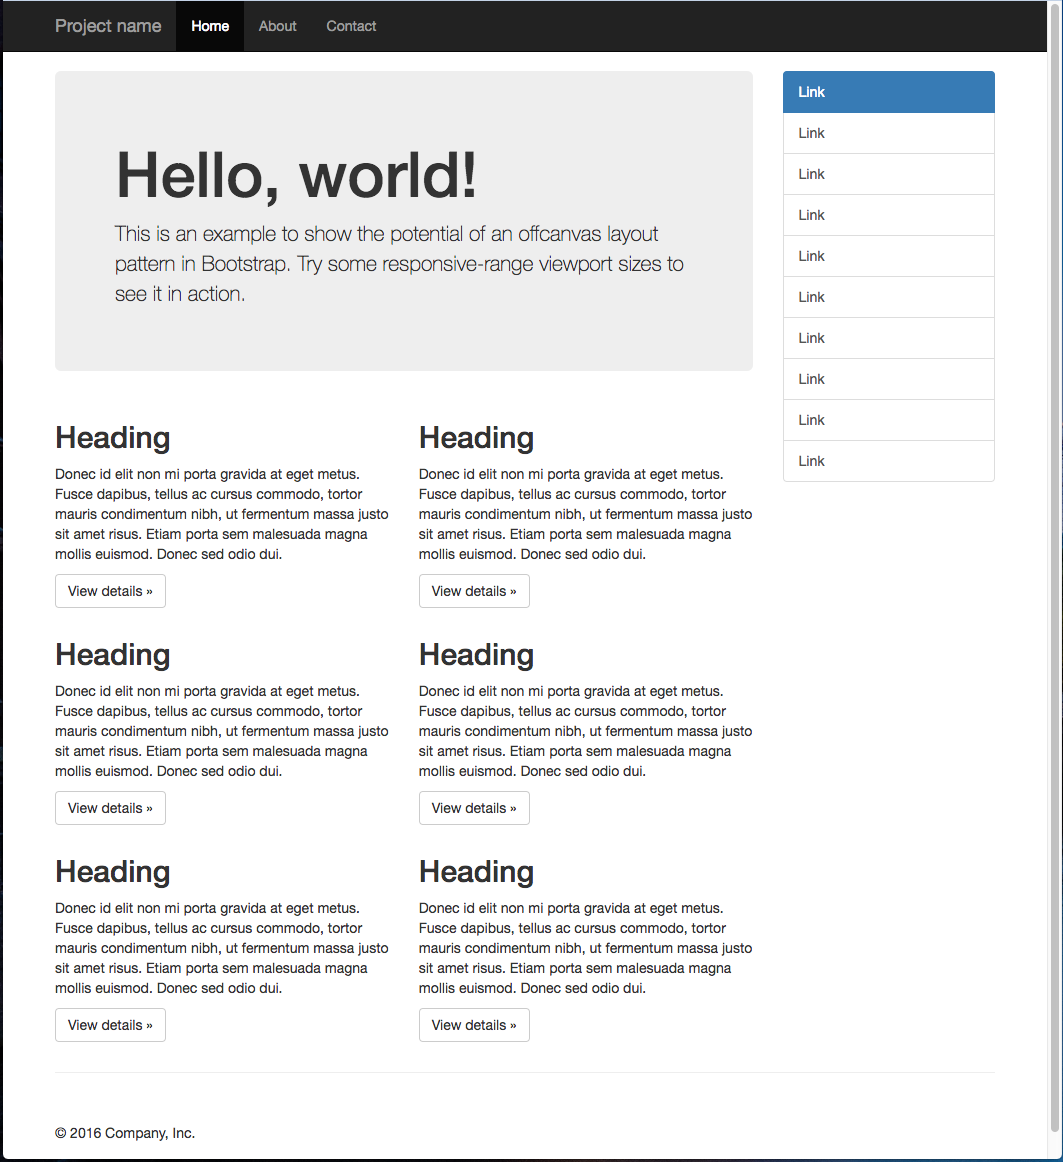 Project name Home About Contact
Hello, world!
This is an example to show the potential of an offcanvas layout
pattern in Bootstrap. Try some responsive-range viewport sizes to
see it in action.
Link
Link
Link
Link
Link
Link
Link
Link
Link
Link
Heading
Donec id elit non mi porta gravida at eget metus.
Fusce dapibus, tellus ac cursus commodo, tortor
mauris condimentum nibh, ut fermentum massa justo
sit amet risus. Etiam porta sem malesuada magna
mollis euismod. Donec sed odio dui.
View details »
Heading
Donec id elit non mi porta gravida at eget metus.
Fusce dapibus, tellus ac cursus commodo, tortor
mauris condimentum nibh, ut fermentum massa justo
sit amet risus. Etiam porta sem malesuada magna
mollis euismod. Donec sed odio dui.
View details »
Heading
Donec id elit non mi porta gravida at eget metus.
Fusce dapibus, tellus ac cursus commodo, tortor
mauris condimentum nibh, ut fermentum massa justo
sit amet risus. Etiam porta sem malesuada magna
mollis euismod. Donec sed odio dui.
View details »
Heading
Donec id elit non mi porta gravida at eget metus.
Fusce dapibus, tellus ac cursus commodo, tortor
mauris condimentum nibh, ut fermentum massa justo
sit amet risus. Etiam porta sem malesuada magna
mollis euismod. Donec sed odio dui.
View details »
Heading
Donec id elit non mi porta gravida at eget metus.
Fusce dapibus, tellus ac cursus commodo, tortor
mauris condimentum nibh, ut fermentum massa justo
sit amet risus. Etiam porta sem malesuada magna
mollis euismod. Donec sed odio dui.
View details »
Heading
Donec id elit non mi porta gravida at eget metus.
Fusce dapibus, tellus ac cursus commodo, tortor
mauris condimentum nibh, ut fermentum massa justo
sit amet risus. Etiam porta sem malesuada magna
mollis euismod. Donec sed odio dui.
View details »
© 2016 Company, Inc.